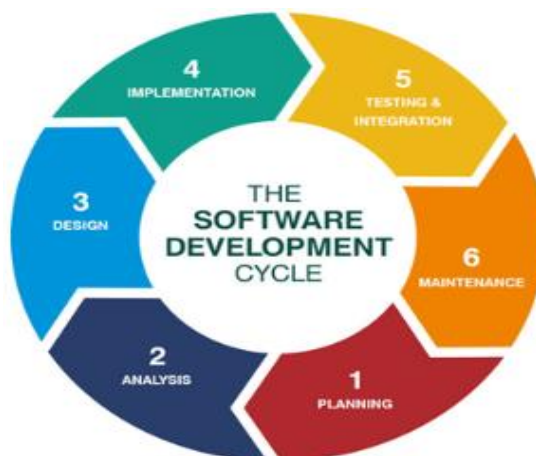 THE
SOFTWARE
DEVELOPMENT
CYCLE
1
PLANNING
2
ANALYSIS
3
DESIGN
4
IMPLEMENTATION
5
TESTING &
INTEGRATION
6
MAINTENANCE